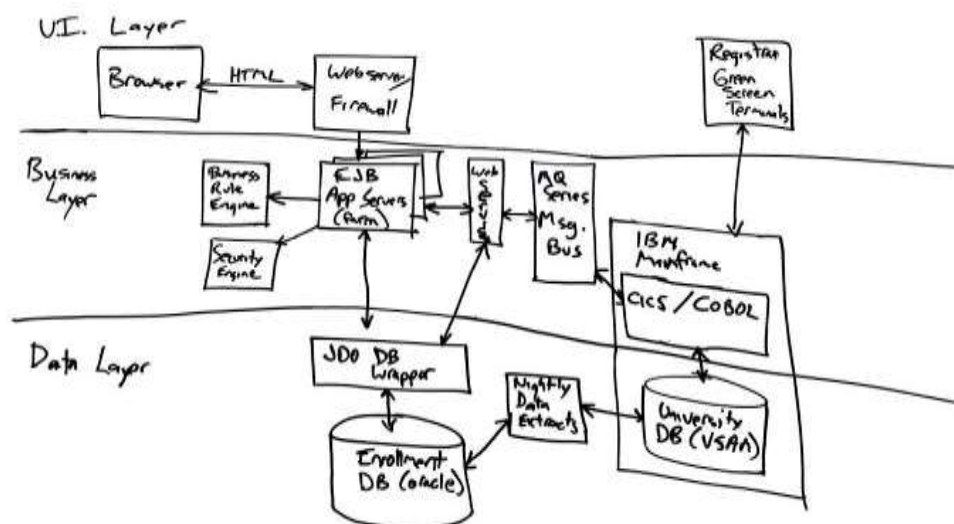 U.I. Layer
Browser
HTML
Webserver/
Firewall
Registrar
Green
Screen
Terminals
Business
Layer
Business
Rule
Engine
Security
Engine
EJB
App Servers
(farm)
Web
Services
MQ
Series
Msg.
Bus
IBM
Mainframe
CICS / COBOL
Data Layer
JDO DB
Wrapper
Nightly
Data
Extracts
Enrollment
DB (oracle)
University
DB (VSAM)